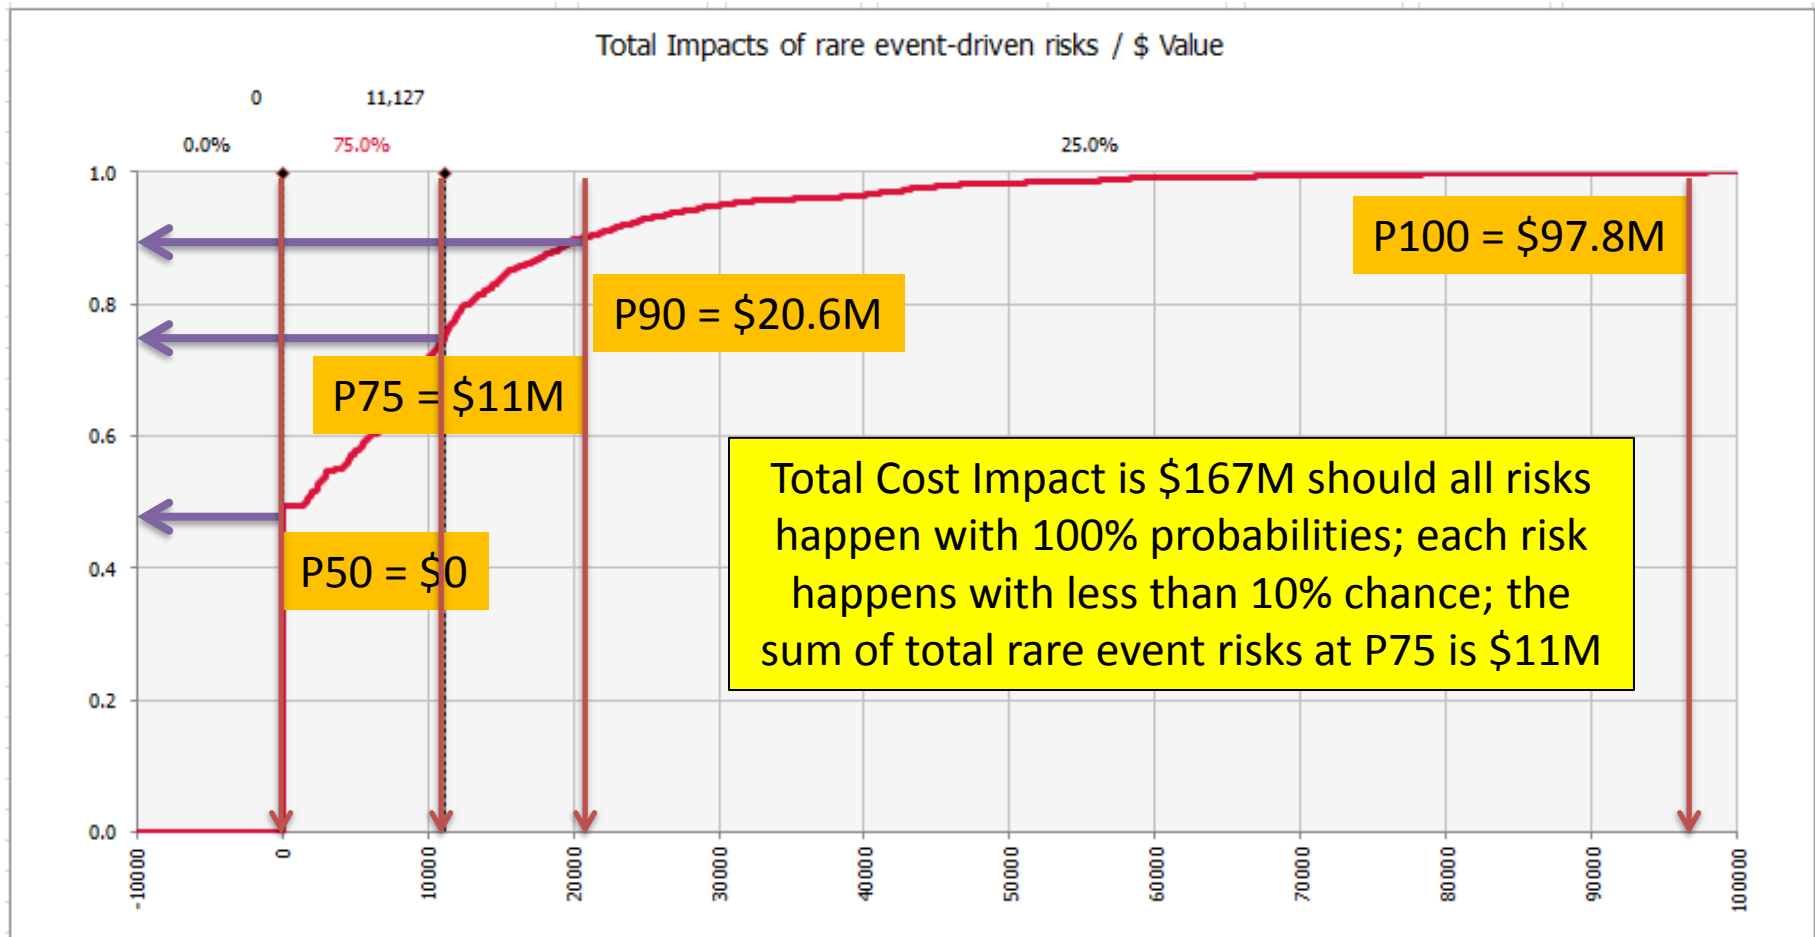 Total Impacts of rare event-driven risks / $ Value
0 11,127
0.0% 75.0% 25.0%
1.0
P100 = $97.8M
P90 = $20.6M
0.8
P75 = $11M
0.6
Total Cost Impact is $167M should all risks
happen with 100% probabilities; each risk
happens with less than 10% chance; the
sum of total rare event risks at P75 is $11M
P50 = $0
0.4
0.2
0.0
-10000 0 10000 20000 30000 40000 50000 60000 70000 80000 90000 100000